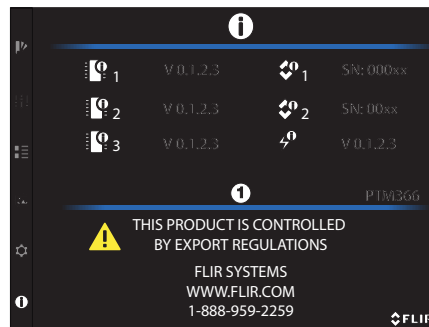 1 V 0.1.2.3 1 SN: 000xx
2 V 0.1.2.3 2 SN: 00xx
3 V 0.1.2.3 V 0.1.2.3
1 PTM366
THIS PRODUCT IS CONTROLLED
BY EXPORT REGULATIONS
FLIR SYSTEMS
WWW.FLIR.COM
1-888-959-2259
FLIR